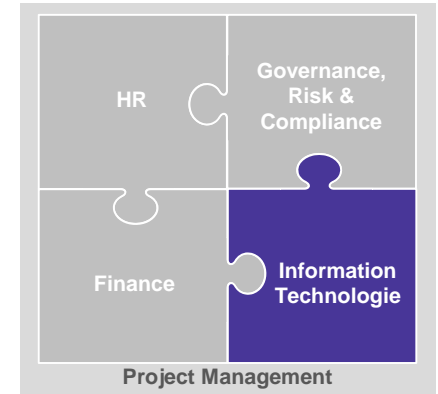 HR
Governance,
Risk &
Compliance
Finance
Information
Technologie
Project Management